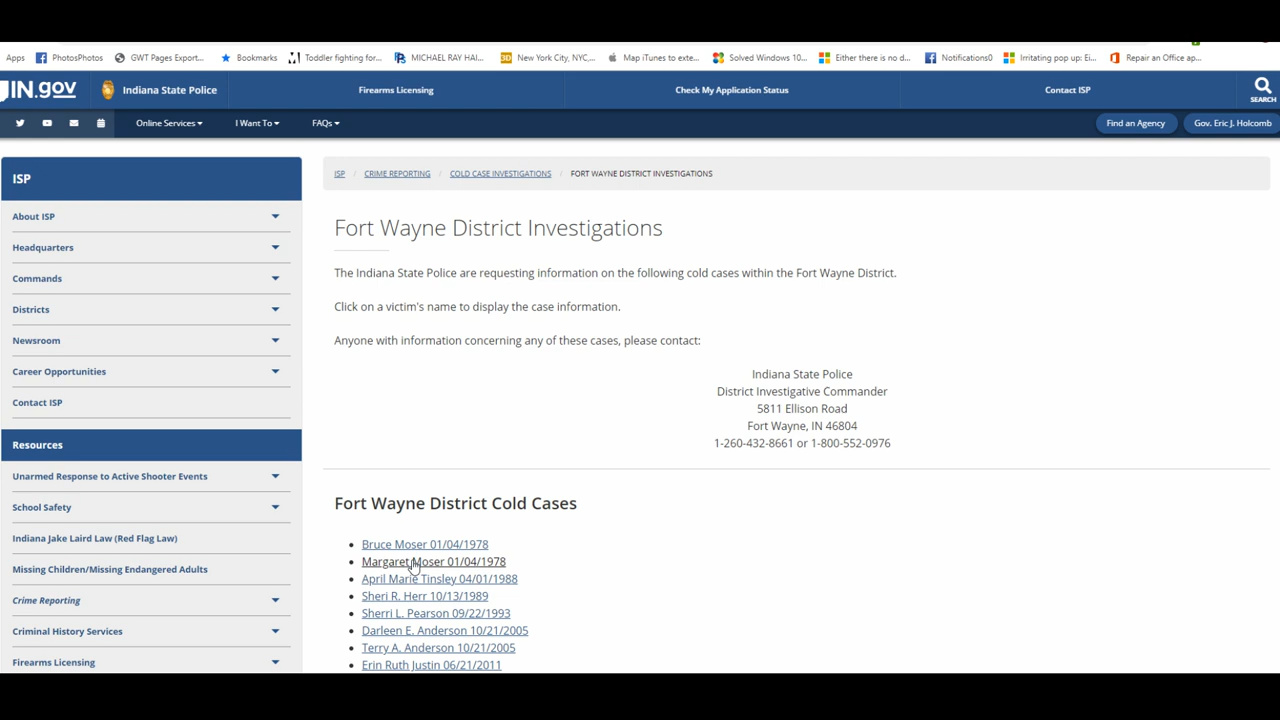 Apps PhotosPhotos GWT Pages Export... Bookmarks Toddler fighting for... MICHAEL RAY HAI... New York City, NYC,... Map iTunes to exte... Solved Windows 10... Either there is no d... Notifications0 Irritating pop up: Ei... Repair an Office ap...
IN.gov Indiana State Police Firearms Licensing Check My Application Status Contact ISP SEARCH
Online Services I Want To FAQs Find an Agency Gov. Eric J. Holcomb
ISP
About ISP
Headquarters
Commands
Districts
Newsroom
Career Opportunities
Contact ISP
Resources
Unarmed Response to Active Shooter Events
School Safety
Indiana Jake Laird Law (Red Flag Law)
Missing Children/Missing Endangered Adults
Crime Reporting
Criminal History Services
Firearms Licensing
ISP / CRIME REPORTING / COLD CASE INVESTIGATIONS / FORT WAYNE DISTRICT INVESTIGATIONS
Fort Wayne District Investigations
The Indiana State Police are requesting information on the following cold cases within the Fort Wayne District.
Click on a victim's name to display the case information.
Anyone with information concerning any of these cases, please contact:
Indiana State Police
District Investigative Commander
5811 Ellison Road
Fort Wayne, IN 46804
1-260-432-8661 or 1-800-552-0976
Fort Wayne District Cold Cases
• Bruce Moser 01/04/1978
• Margaret Moser 01/04/1978
• April Marie Tinsley 04/01/1988
• Sheri R. Herr 10/13/1989
• Sherri L. Pearson 09/22/1993
• Darleen E. Anderson 10/21/2005
• Terry A. Anderson 10/21/2005
• Erin Ruth Justin 06/21/2011